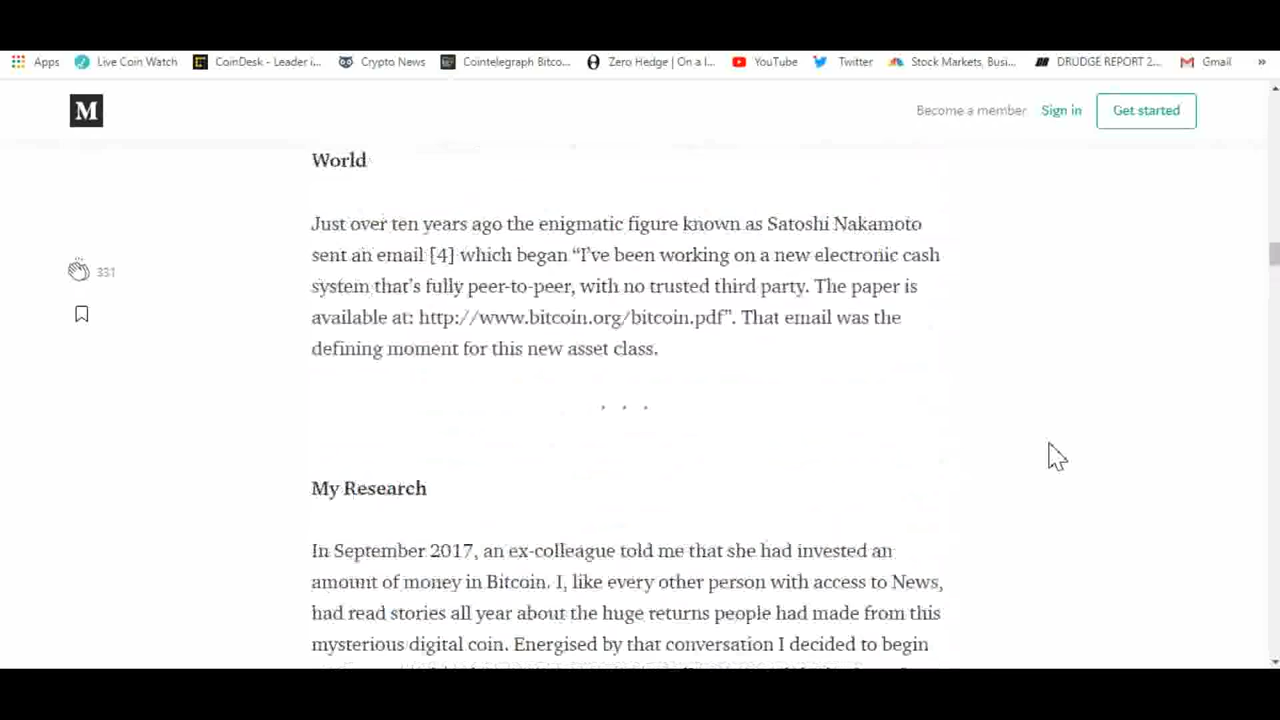 Apps Live Coin Watch CoinDesk - Leader i... Crypto News Cointelegraph Bitco... Zero Hedge | On a l... YouTube Twitter Stock Markets, Busi... DRUDGE REPORT 2... Gmail »
M Become a member Sign in Get started
World
Just over ten years ago the enigmatic figure known as Satoshi Nakamoto
sent an email [4] which began “I’ve been working on a new electronic cash
system that’s fully peer-to-peer, with no trusted third party. The paper is
available at: http://www.bitcoin.org/bitcoin.pdf”. That email was the
defining moment for this new asset class.
331
. . .
My Research
In September 2017, an ex-colleague told me that she had invested an
amount of money in Bitcoin. I, like every other person with access to News,
had read stories all year about the huge returns people had made from this
mysterious digital coin. Energised by that conversation I decided to begin